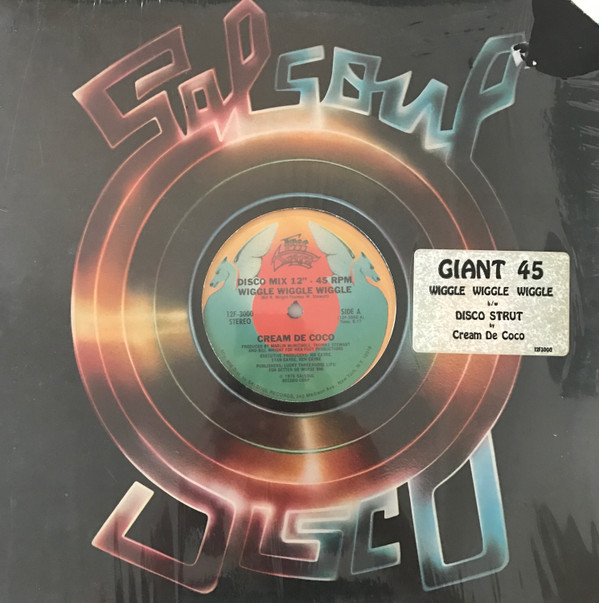 Salsoul
DISCO MIX 12" - 45 RPM
WIGGLE WIGGLE WIGGLE
12F-3000
STEREO
SIDE A
CREAM DE COCO
GIANT 45
WIGGLE WIGGLE WIGGLE
b/w
DISCO STRUT
by
Cream De Coco
12F3000
Disco